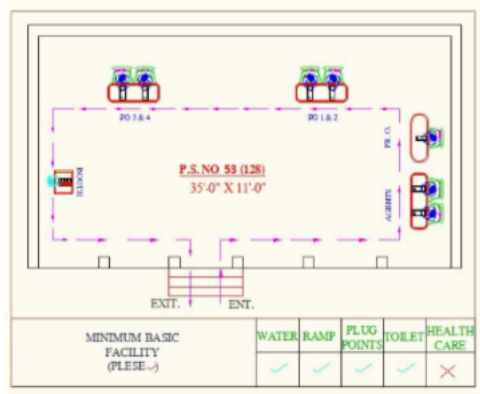 PO 3 & 4
PO 1 & 2
PR. O.
P.S. NO 53 (128)
35'-0" X 11'-0"
BOOTH
AGENTS
EXIT.
ENT.
MINIMUM BASIC
FACILITY
(PLESE✓)
WATER
RAMP
PLUG
POINTS
TOILET
HEALTH
CARE